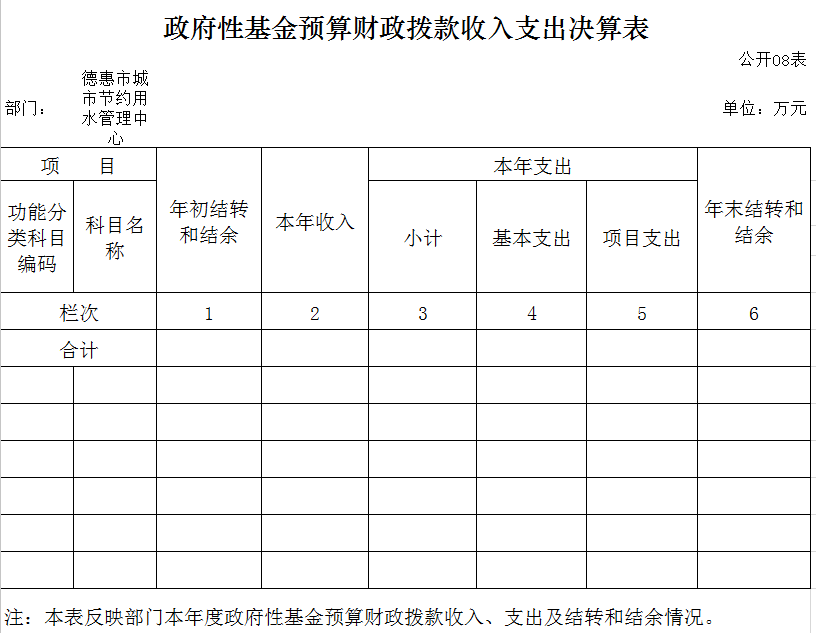 政府性基金预算财政拨款收入支出决算表
公开08表
部门：
德惠市城
市节约用
水管理中
心
单位：万元
项 目
年初结转
和结余
本年收入
本年支出
年末结转和
结余
功能分
类科目
编码
科目名
称
小计
基本支出
项目支出
栏次 1 2 3 4 5 6
合计
注：本表反映部门本年度政府性基金预算财政拨款收入、支出及结转和结余情况。